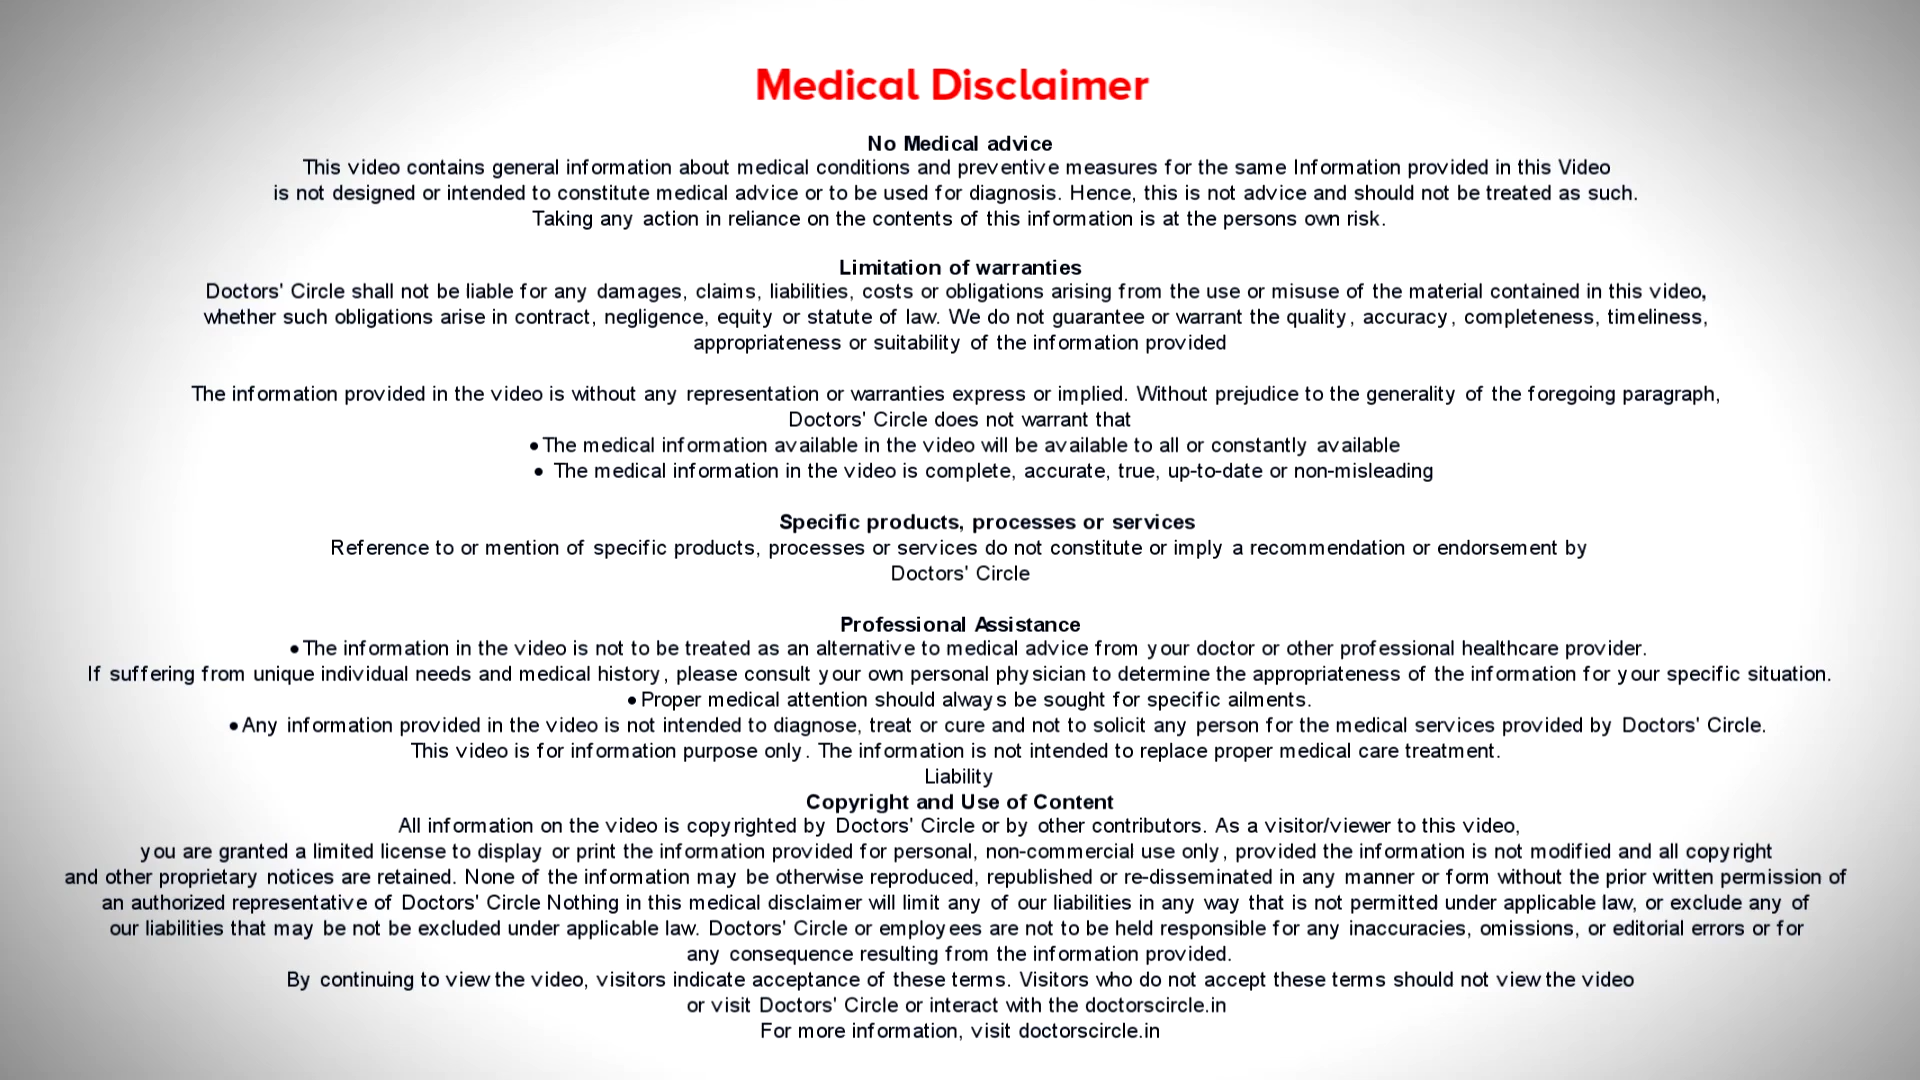 Medical Disclaimer
No Medical advice
This video contains general information about medical conditions and preventive measures for the same Information provided in this Video
is not designed or intended to constitute medical advice or to be used for diagnosis. Hence, this is not advice and should not be treated as such.
Taking any action in reliance on the contents of this information is at the persons own risk.
Limitation of warranties
Doctors' Circle shall not be liable for any damages, claims, liabilities, costs or obligations arising from the use or misuse of the material contained in this video,
whether such obligations arise in contract, negligence, equity or statute of law. We do not guarantee or warrant the quality, accuracy, completeness, timeliness,
appropriateness or suitability of the information provided
The information provided in the video is without any representation or warranties express or implied. Without prejudice to the generality of the foregoing paragraph,
Doctors' Circle does not warrant that
• The medical information available in the video will be available to all or constantly available
• The medical information in the video is complete, accurate, true, up-to-date or non-misleading
Specific products, processes or services
Reference to or mention of specific products, processes or services do not constitute or imply a recommendation or endorsement by
Doctors' Circle
Professional Assistance
• The information in the video is not to be treated as an alternative to medical advice from your doctor or other professional healthcare provider.
If suffering from unique individual needs and medical history, please consult your own personal physician to determine the appropriateness of the information for your specific situation.
• Proper medical attention should always be sought for specific ailments.
• Any information provided in the video is not intended to diagnose, treat or cure and not to solicit any person for the medical services provided by Doctors' Circle.
This video is for information purpose only. The information is not intended to replace proper medical care treatment.
Liability
Copyright and Use of Content
All information on the video is copyrighted by Doctors' Circle or by other contributors. As a visitor/viewer to this video,
you are granted a limited license to display or print the information provided for personal, non-commercial use only, provided the information is not modified and all copyright
and other proprietary notices are retained. None of the information may be otherwise reproduced, republished or re-disseminated in any manner or form without the prior written permission of
an authorized representative of Doctors' Circle Nothing in this medical disclaimer will limit any of our liabilities in any way that is not permitted under applicable law, or exclude any of
our liabilities that may be not be excluded under applicable law. Doctors' Circle or employees are not to be held responsible for any inaccuracies, omissions, or editorial errors or for
any consequence resulting from the information provided.
By continuing to view the video, visitors indicate acceptance of these terms. Visitors who do not accept these terms should not view the video
or visit Doctors' Circle or interact with the doctorscircle.in
For more information, visit doctorscircle.in